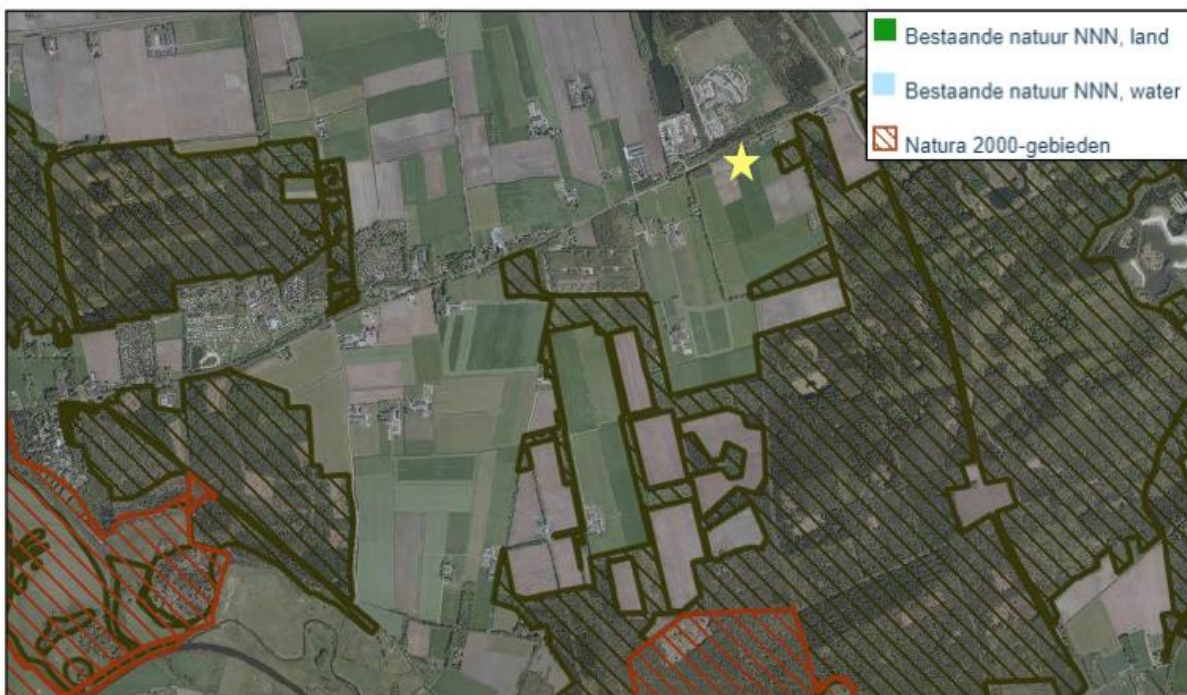 Bestaande natuur NNN, land
Bestaande natuur NNN, water
Natura 2000-gebieden